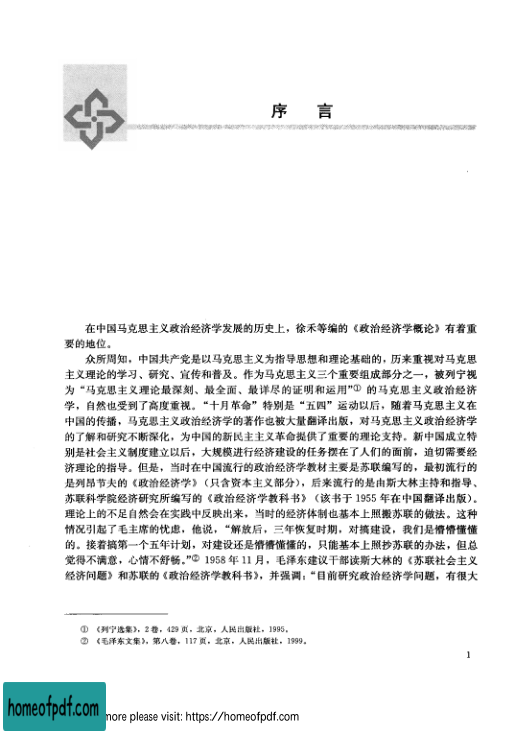 序 言
在中国马克思主义政治经济学发展的历史上，徐禾等编的《政治经济学概论》有着重
要的地位。
众所周知，中国共产党是以马克思主义为指导思想和理论基础的，历来重视对马克思
主义理论的学习、研究、宣传和普及。作为马克思主义三个重要组成部分之一，被列宁视
为“马克思主义理论最深刻、最全面、最详尽的证明和运用”① 的马克思主义政治经济
学，自然也受到了高度重视。“十月革命”特别是“五四”运动以后，随着马克思主义在
中国的传播，马克思主义政治经济学的著作也被大量翻译出版，对马克思主义政治经济学
的了解和研究不断深化，为中国的新民主主义革命提供了重要的理论支持。新中国成立特
别是社会主义制度建立以后，大规模进行经济建设的任务摆在了人们的面前，迫切需要经
济理论的指导。但是，当时在中国流行的政治经济学教材主要是苏联编写的，最初流行的
是列昂节夫的《政治经济学》（只含资本主义部分），后来流行的是由斯大林主持和指导、
苏联科学院经济研究所编写的《政治经济学教科书》（该书于 1955 年在中国翻译出版）。
理论上的不足自然会在实践中反映出来，当时的经济体制也基本上照搬苏联的做法。这种
情况引起了毛主席的忧虑，他说，“解放后，三年恢复时期，对搞建设，我们是懵懵懂懂
的。接着搞第一个五年计划，对建设还是懵懵懂懂的，只能基本上照抄苏联的办法，但总
觉得不满意，心情不舒畅。”② 1958 年 11 月，毛泽东建议干部读斯大林的《苏联社会主义
经济问题》和苏联的《政治经济学教科书》，并强调：“目前研究政治经济学问题，有很大
① 《列宁选集》，2 卷，429 页，北京，人民出版社，1995。
② 《毛泽东文集》，第八卷，117 页，北京，人民出版社，1999。
1
homeofpdf.com
more please visit: https://homeofpdf.com